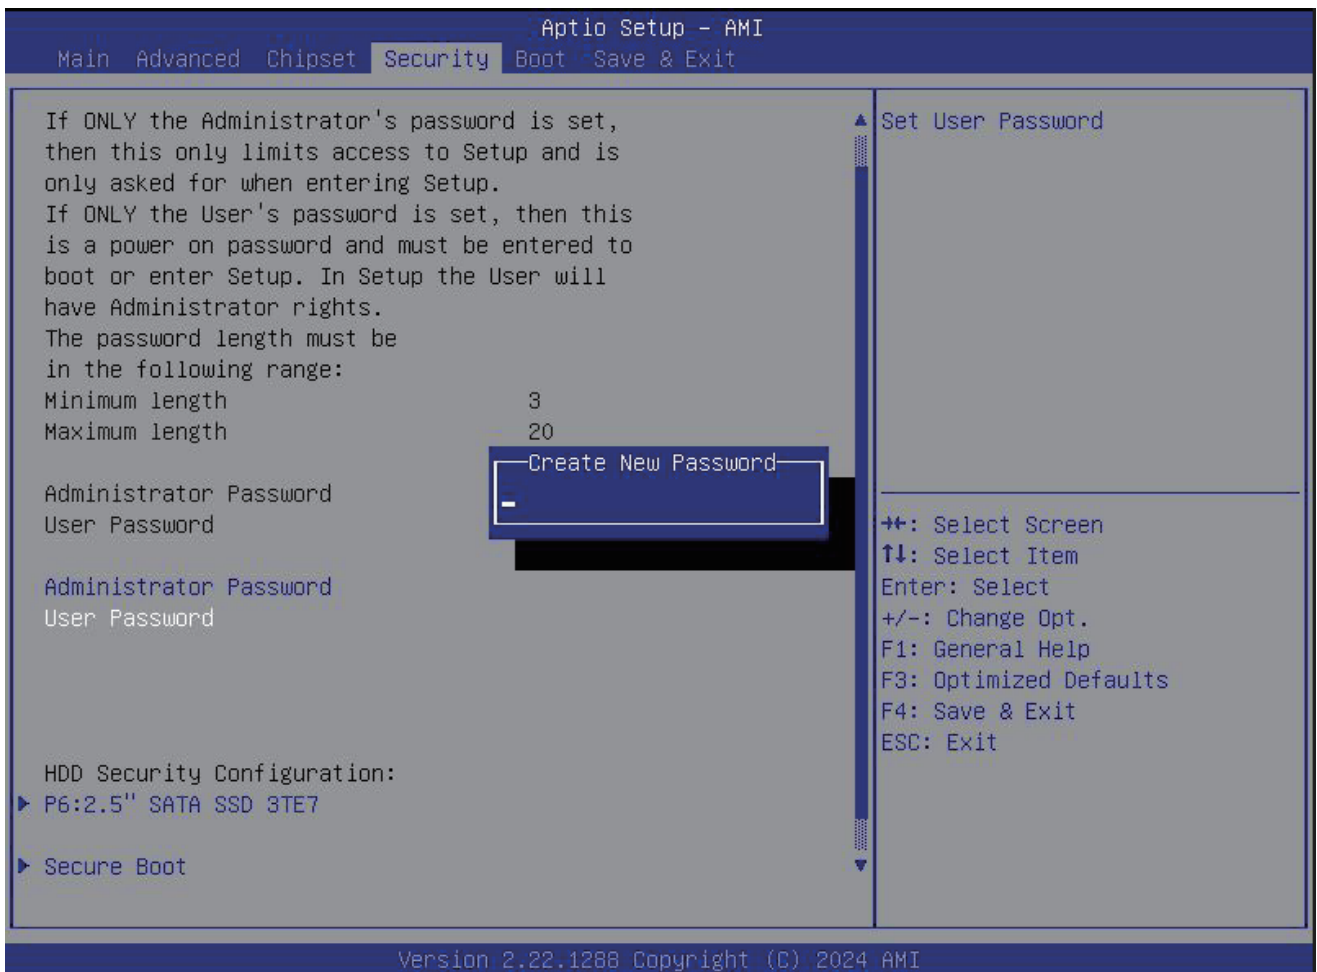 Aptio Setup – AMI
Main Advanced Chipset Security Boot Save & Exit
If ONLY the Administrator's password is set,
then this only limits access to Setup and is
only asked for when entering Setup.
If ONLY the User's password is set, then this
is a power on password and must be entered to
boot or enter Setup. In Setup the User will
have Administrator rights.
The password length must be
in the following range:
Minimum length 3
Maximum length 20
Administrator Password
User Password
Administrator Password
User Password
HDD Security Configuration:
P6:2.5" SATA SSD 3TE7
Secure Boot
Create New Password
Set User Password
→←: Select Screen
↑↓: Select Item
Enter: Select
+/-: Change Opt.
F1: General Help
F3: Optimized Defaults
F4: Save & Exit
ESC: Exit
Version 2.22.1288 Copyright (C) 2024 AMI